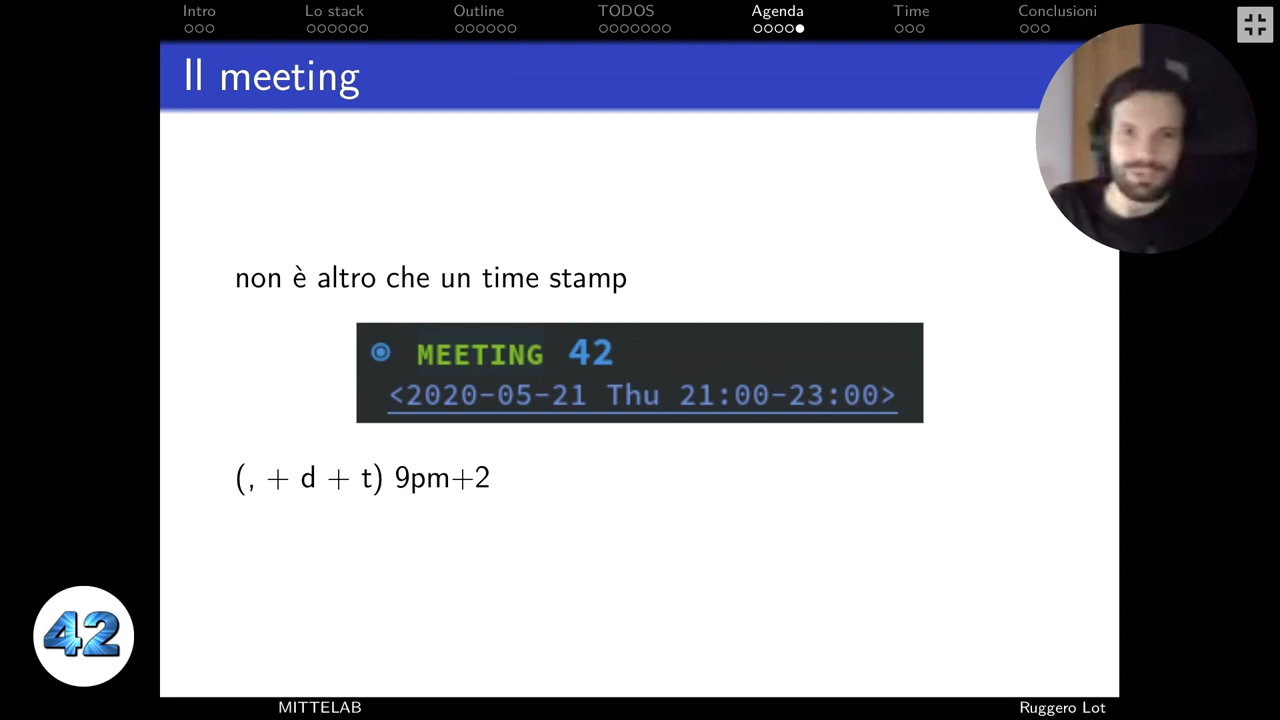 Intro Lo stack Outline TODOS Agenda Time Conclusioni
Il meeting
non è altro che un time stamp
MEETING 42
<2020-05-21 Thu 21:00-23:00>
(, + d + t) 9pm+2
42
MITTELAB Ruggero Lot